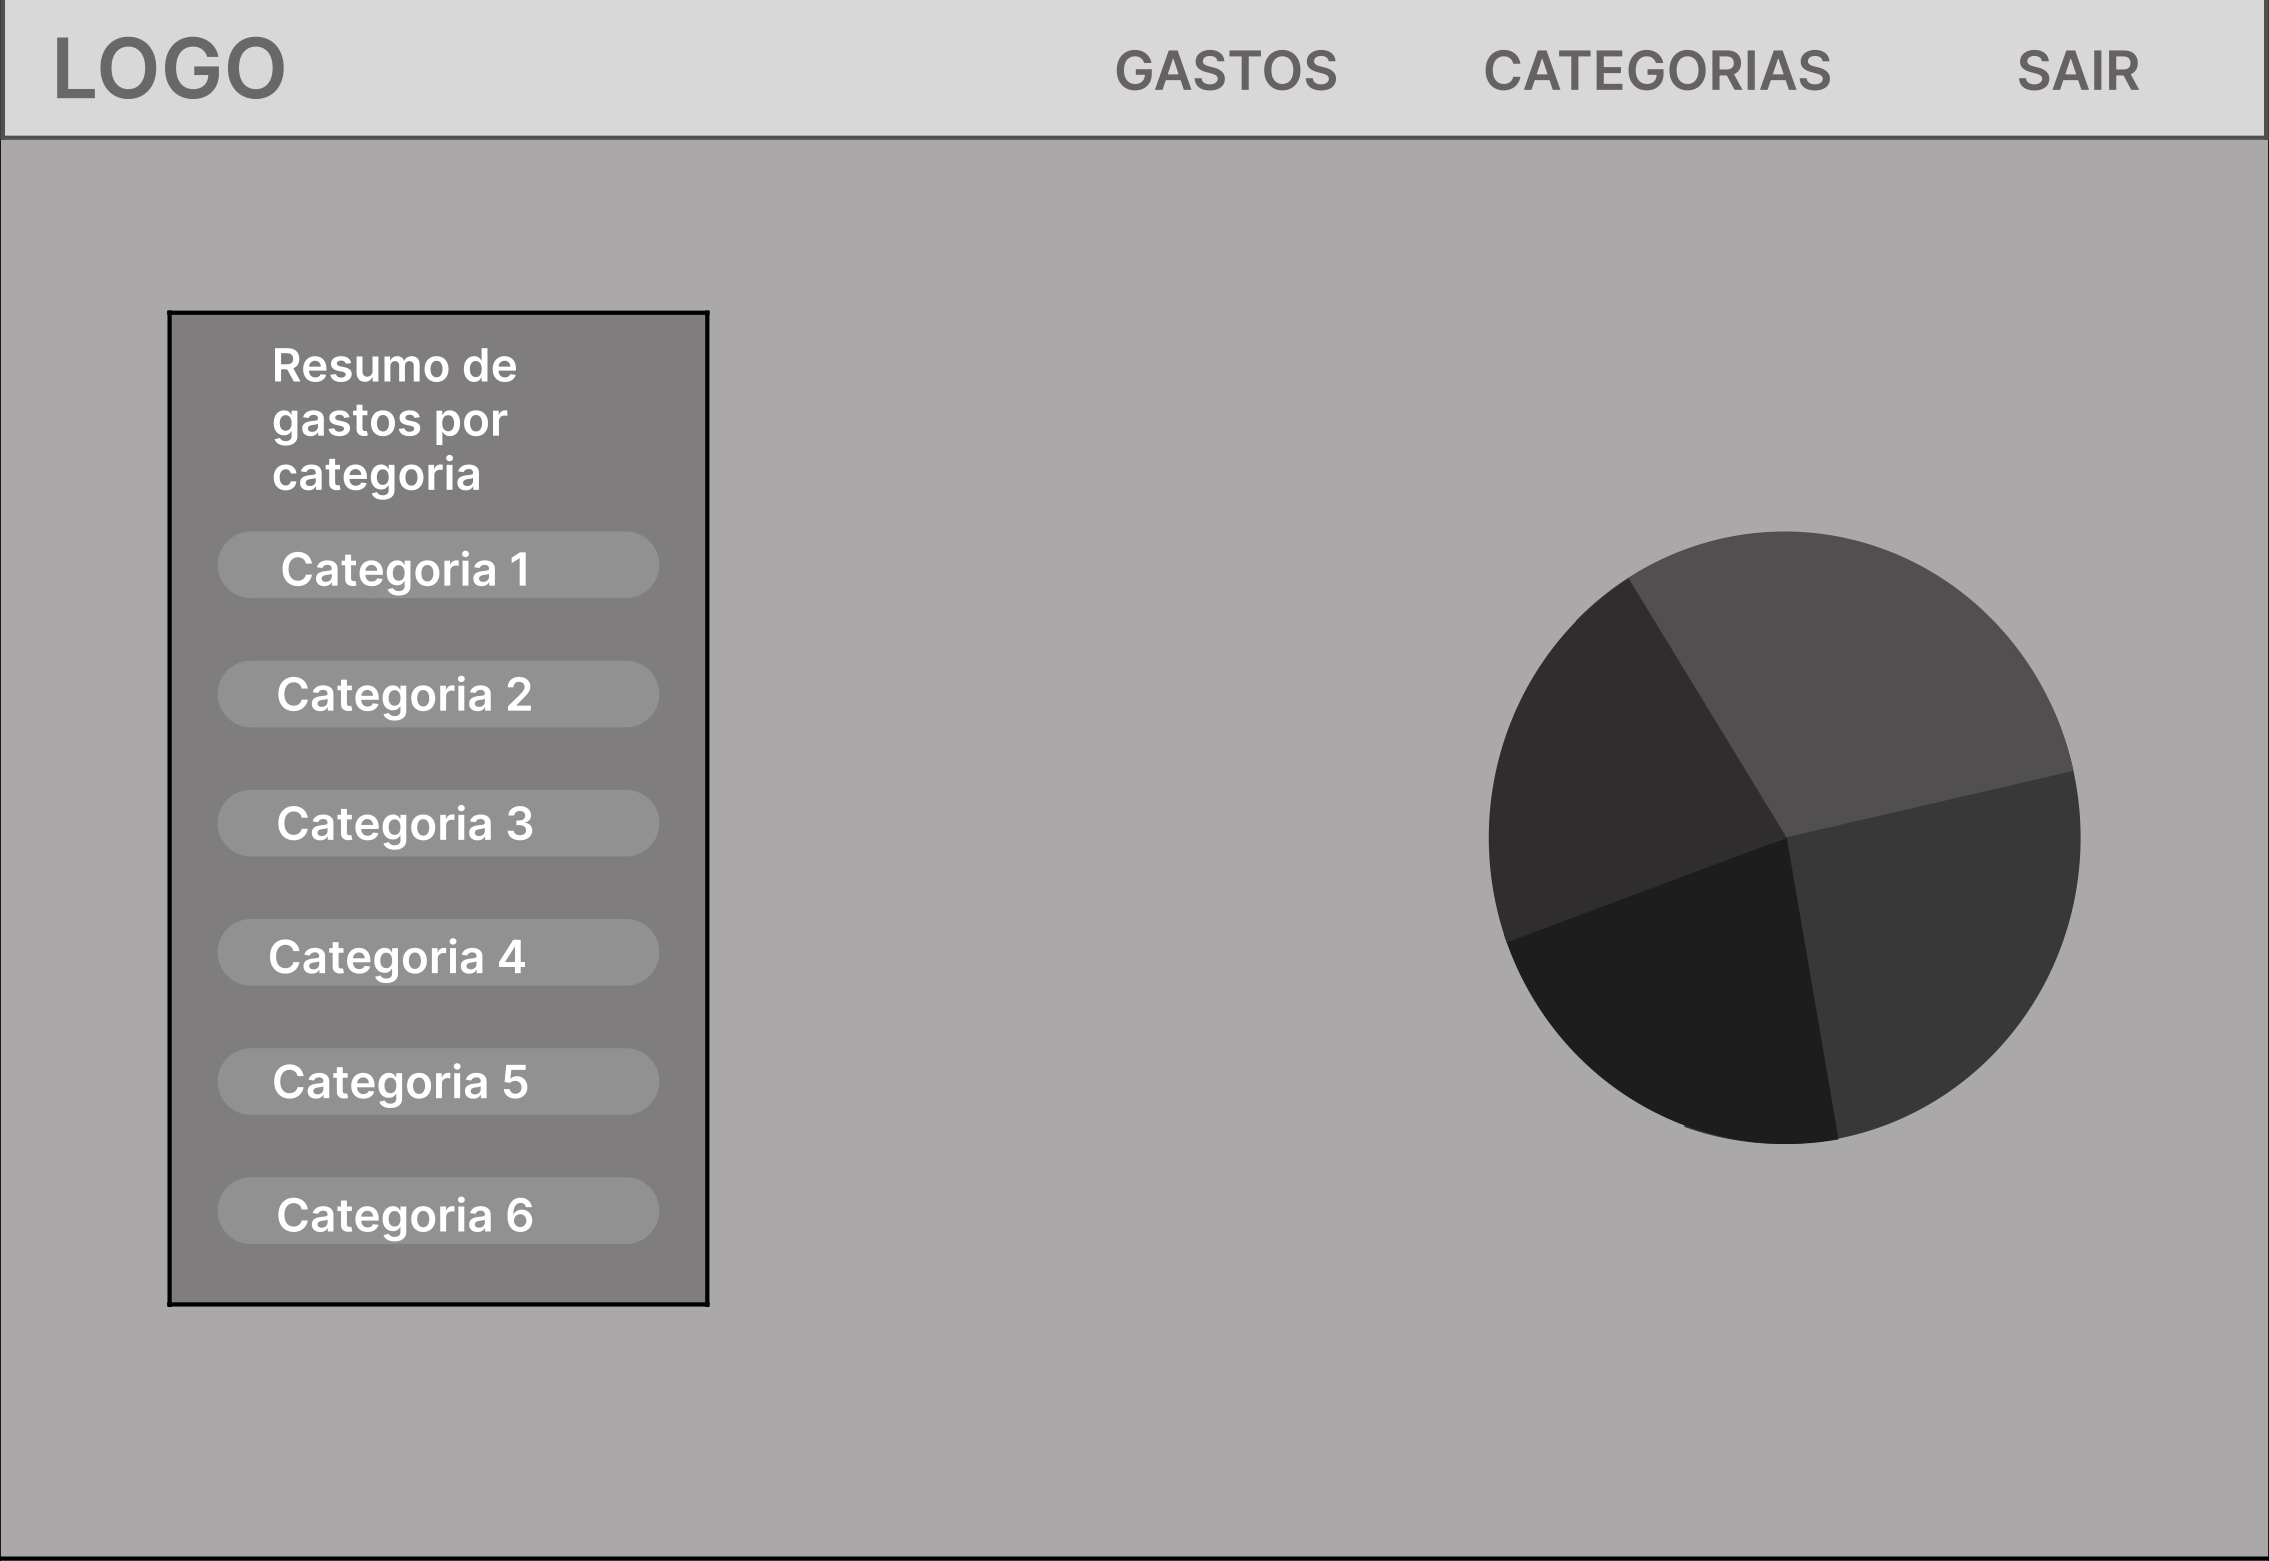 LOGO
GASTOS
CATEGORIAS
SAIR
Resumo de
gastos por
categoria
Categoria 1
Categoria 2
Categoria 3
Categoria 4
Categoria 5
Categoria 6